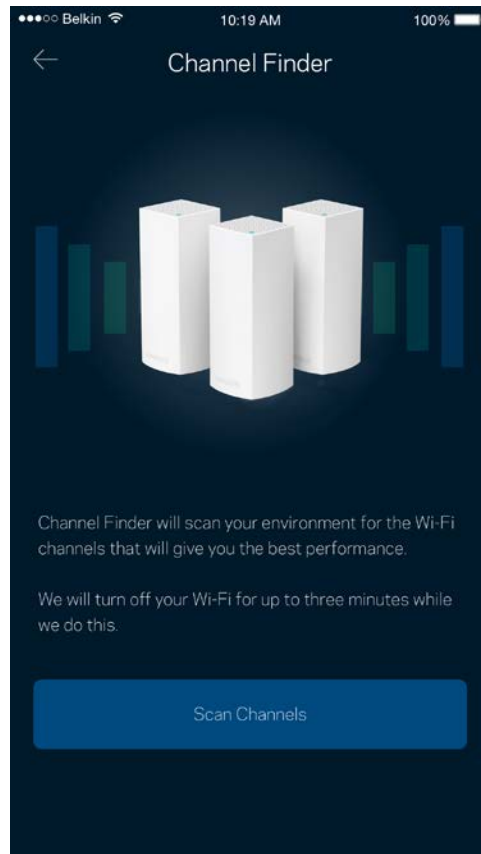 ●●●○○ Belkin 10:19 AM 100%
Channel Finder
Channel Finder will scan your environment for the Wi-Fi
channels that will give you the best performance.
We will turn off your Wi-Fi for up to three minutes while
we do this.
Scan Channels